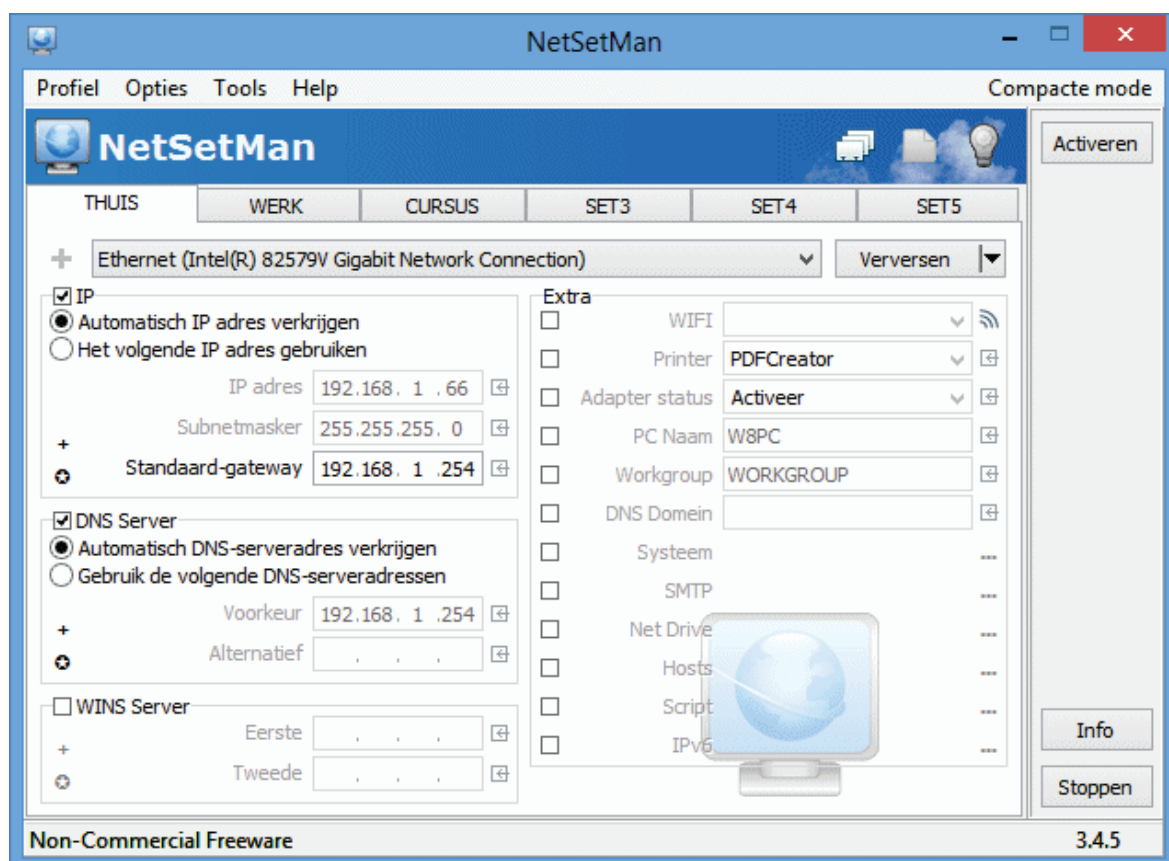 NetSetMan
Profiel Opties Tools Help Compacte mode
NetSetMan
Activeren
THUIS WERK CURSUS SET3 SET4 SET5
Ethernet (Intel(R) 82579V Gigabit Network Connection) Verversen
IP
Automatisch IP adres verkrijgen
Het volgende IP adres gebruiken
IP adres 192.168. 1 .66
Subnetmasker 255.255.255. 0
Standaard-gateway 192.168. 1 .254
DNS Server
Automatisch DNS-serveradres verkrijgen
Gebruik de volgende DNS-serveradressen
Voorkeur 192.168. 1 .254
Alternatief . . .
WINS Server
Eerste . . .
Tweede . . .
Extra
WIFI
Printer PDFCreator
Adapter status Activeer
PC Naam W8PC
Workgroup WORKGROUP
DNS Domein
Systeem ...
SMTP ...
Net Drive ...
Hosts ...
Script ...
IPv6 ...
Info
Stoppen
Non-Commercial Freeware 3.4.5